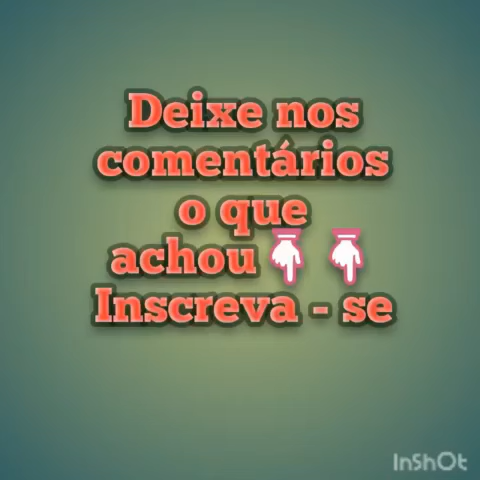 Deixe nos
comentários
o que
achou👇👇
Inscreva - se
InShOt